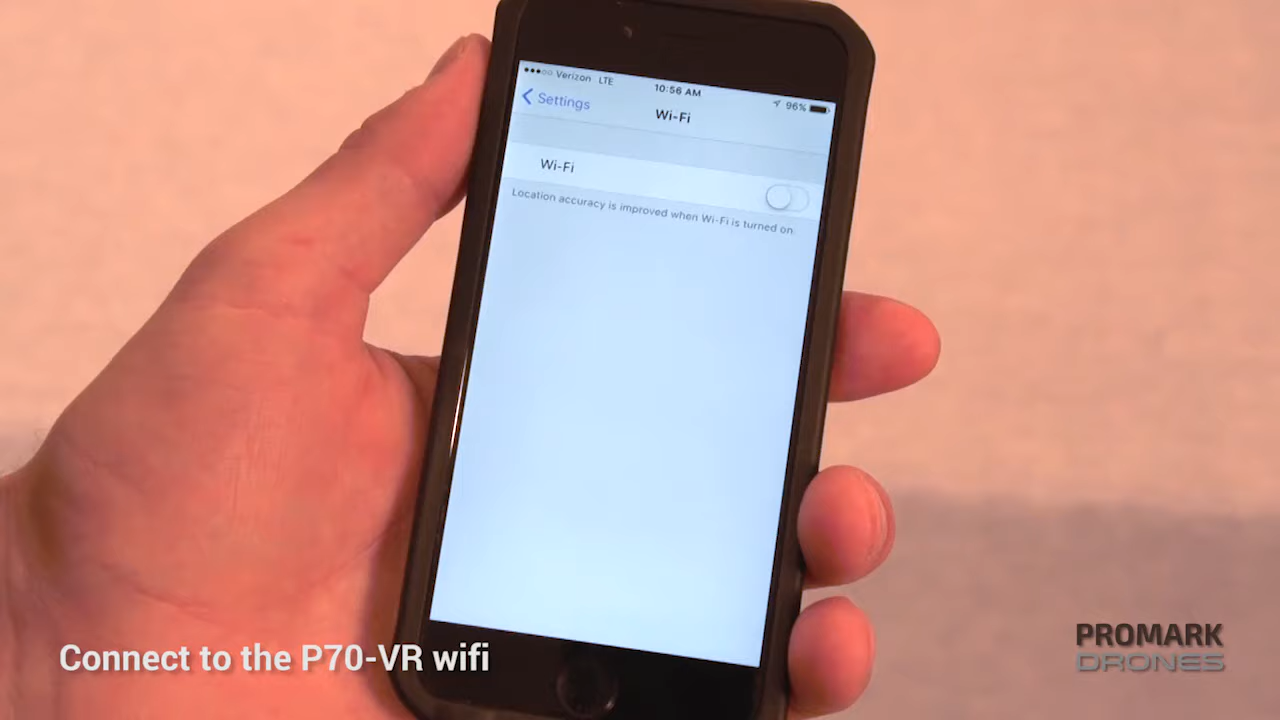 Verizon LTE 10:56 AM 96%
Settings
Wi-Fi
Wi-Fi
Location accuracy is improved when Wi-Fi is turned on.
Connect to the P70-VR wifi
PROMARK
DRONES